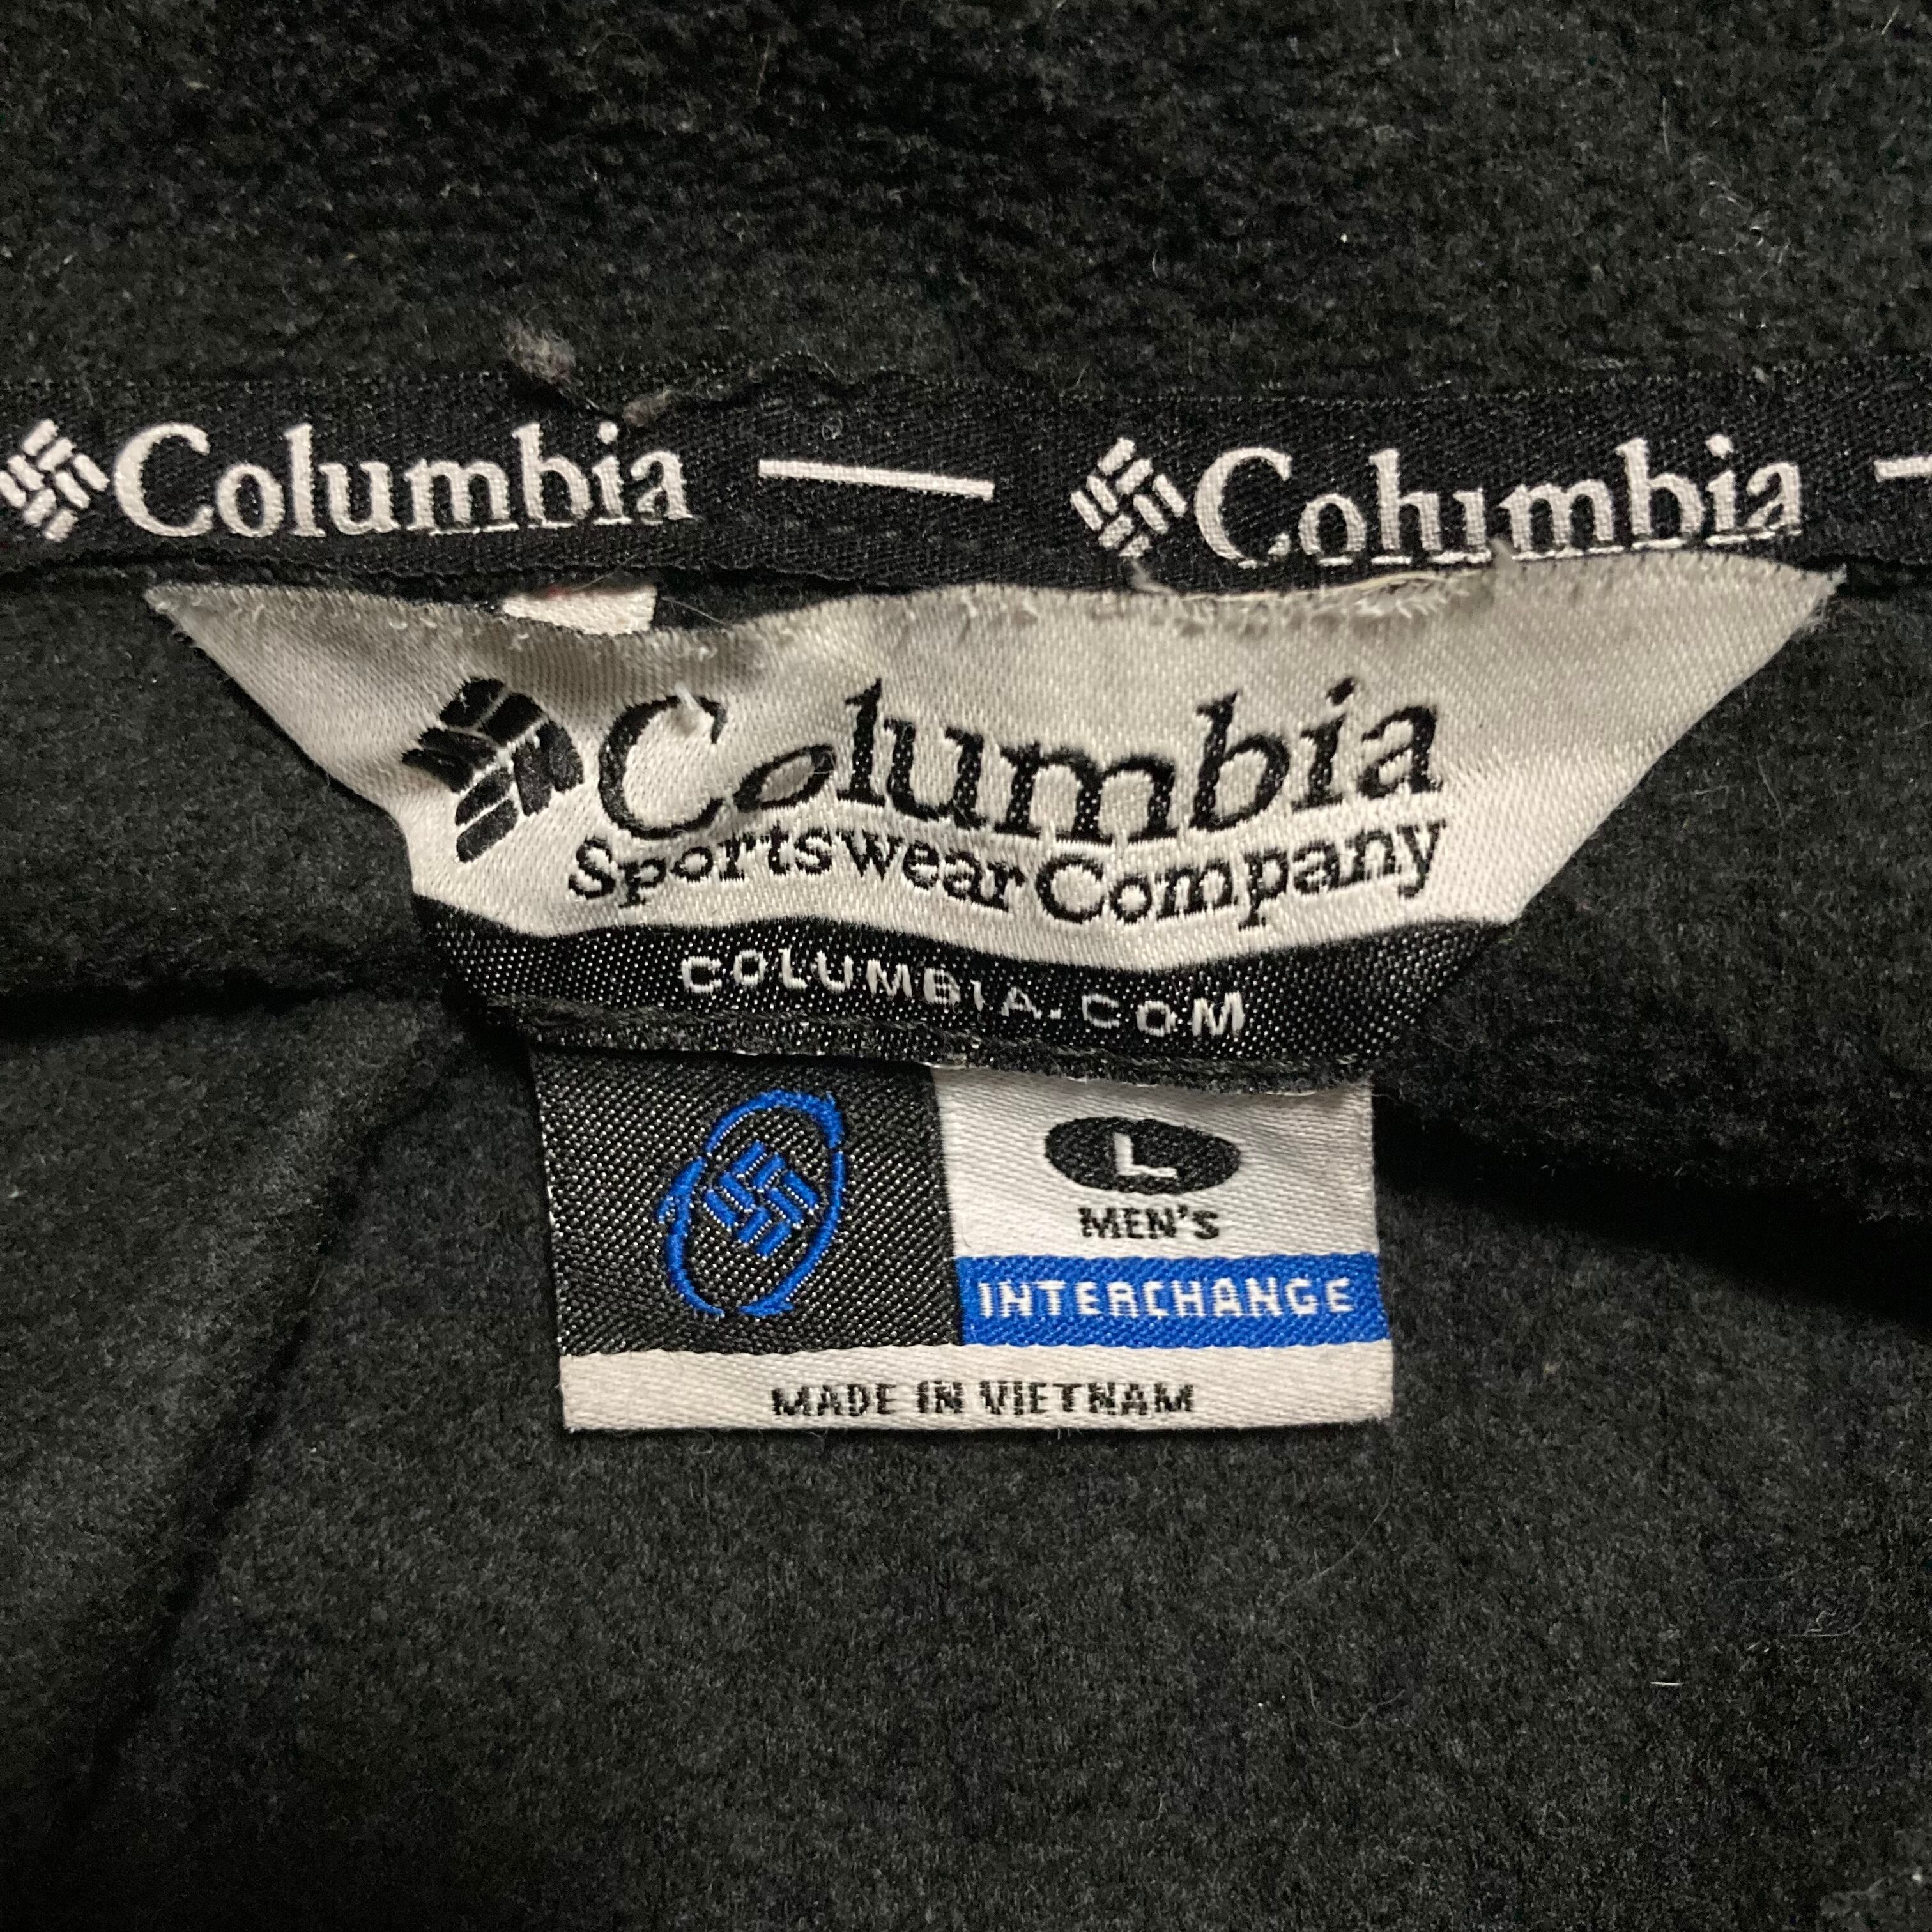 Columbia — Columbia —
Columbia
Sportswear Company
COLUMBIA.COM
L
MEN'S
INTERCHANGE
MADE IN VIETNAM